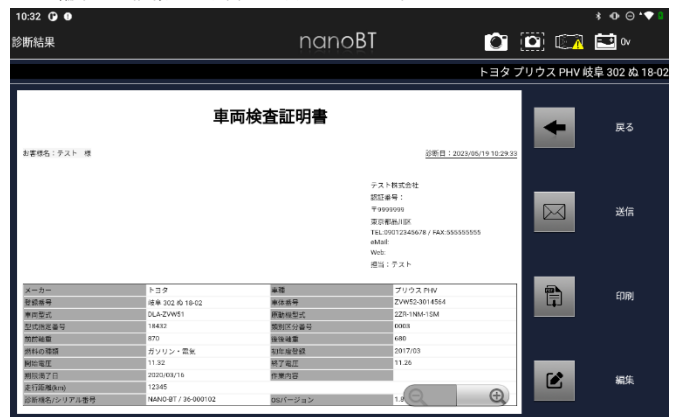 10:32
診断結果
nanoBT
0v
トヨタ プリウス PHV 岐阜 302 ぬ 18-02
車両検査証明書
お客様名：テスト 様
診断日：2023/05/19 10:29:33
テスト株式会社
認証番号：
〒9999999
東京都品川区
TEL:09012345678 / FAX:555555555
eMail:
Web:
担当：テスト
メーカー トヨタ 車種 プリウス PHV
登録番号 岐阜 302 ぬ 18-02 車体番号 ZVW52-3014564
車両型式 DLA-ZVW51 原動機型式 2ZR-1NM-1SM
型式指定番号 18432 類別区分番号 0003
前前軸重 870 後後軸重 680
燃料の種類 ガソリン・電気 初年度登録 2017/03
開始電圧 11.32 終了電圧 11.26
期限満了日 2020/03/16 作業内容
走行距離(km) 12345
診断機名/シリアル番号 NANO-BT / 36-000102 OSバージョン
戻る
送信
印刷
編集